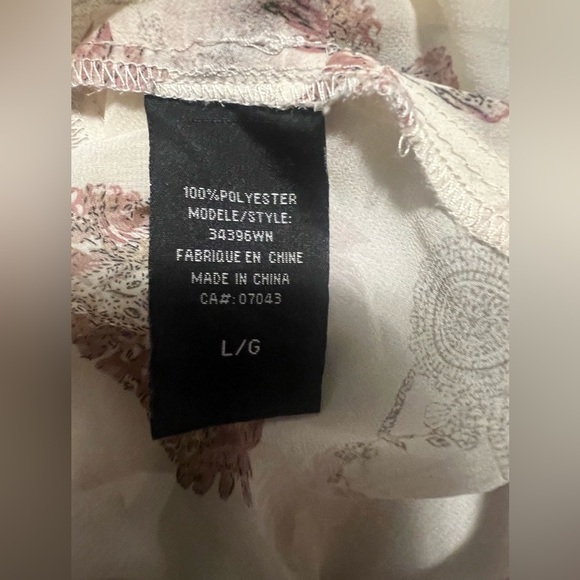 100%POLYESTER
MODELE/STYLE:
34396WN
FABRIQUE EN CHINE
MADE IN CHINA
CA#: 07043
L/G